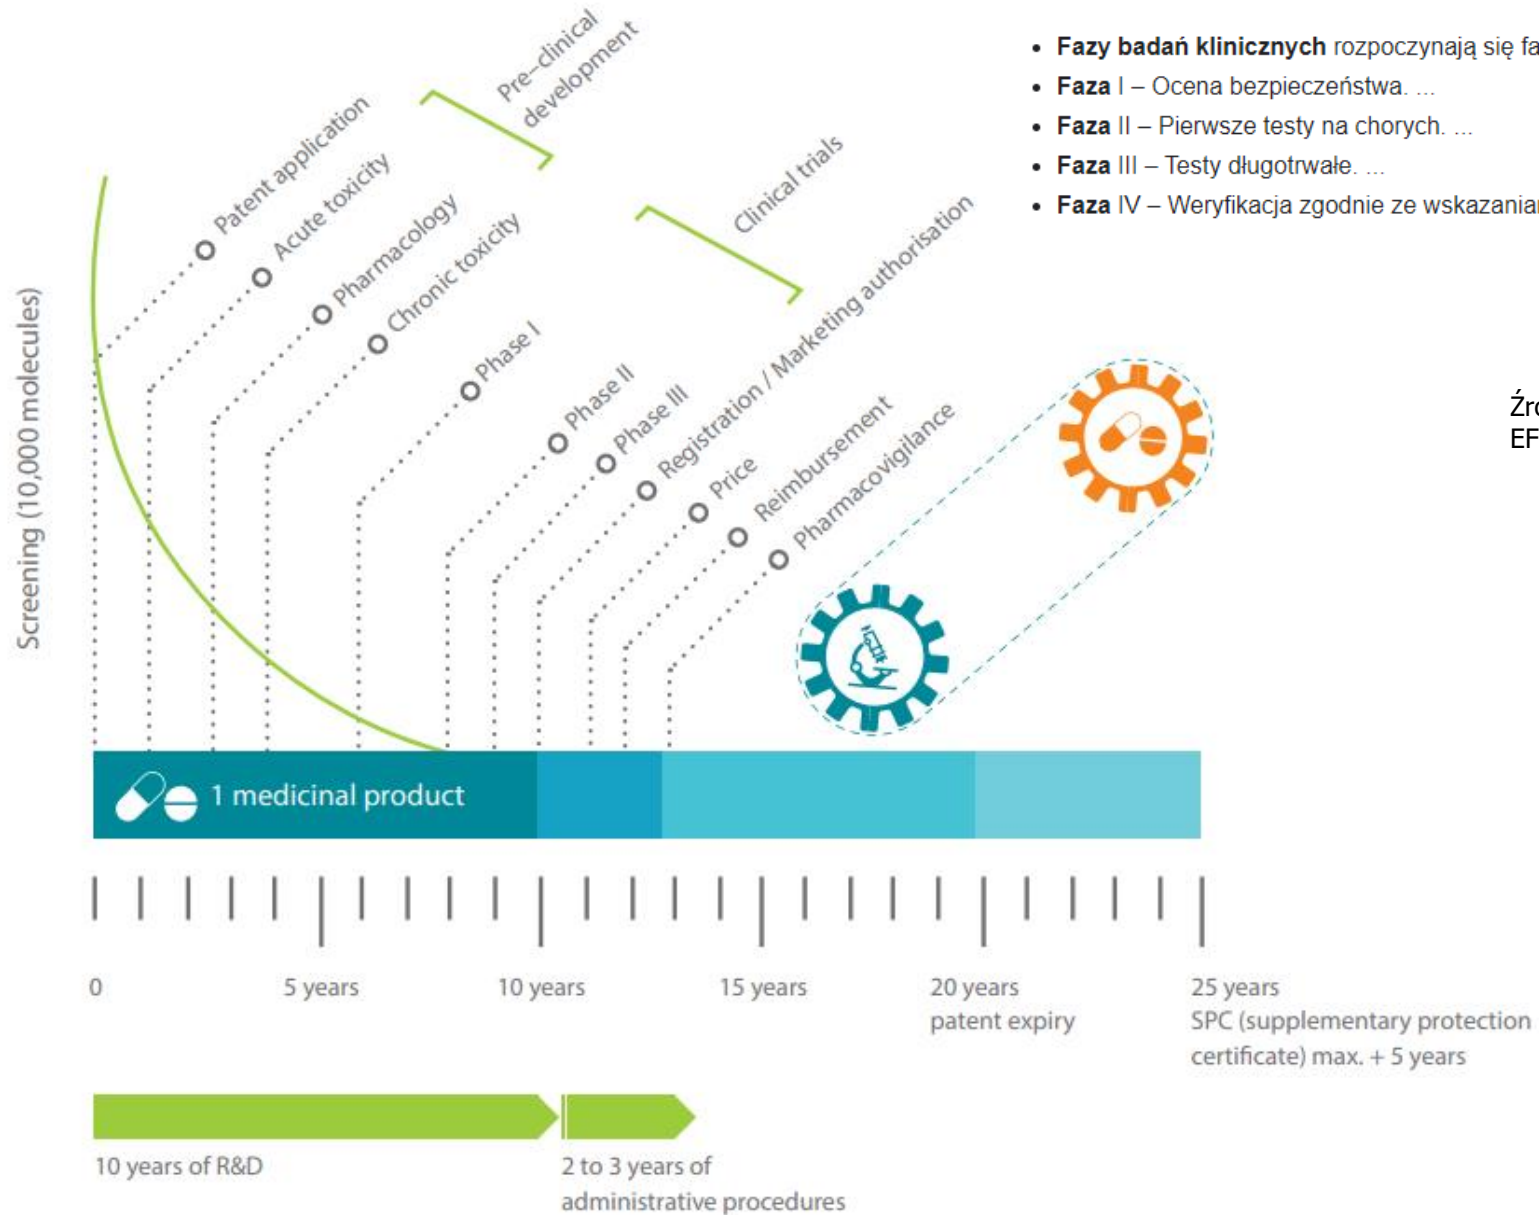 Pre–clinical
development
Patent application
Acute toxicity
Pharmacology
Chronic toxicity
Clinical trials
Phase I
Phase II
Phase III
Registration / Marketing authorisation
Price
Reimbursement
Pharmacovigilance
Screening (10,000 molecules)
• Fazy badań klinicznych rozpoczynają się
• Faza I – Ocena bezpieczeństwa. ...
• Faza II – Pierwsze testy na chorych. ...
• Faza III – Testy długotrwałe. ...
• Faza IV – Weryfikacja zgodnie ze
1 medicinal product
0
5 years
10 years
15 years
20 years
patent expiry
25 years
SPC (supplementary protection
certificate) max. + 5 years
10 years of R&D
2 to 3 years of
administrative procedures